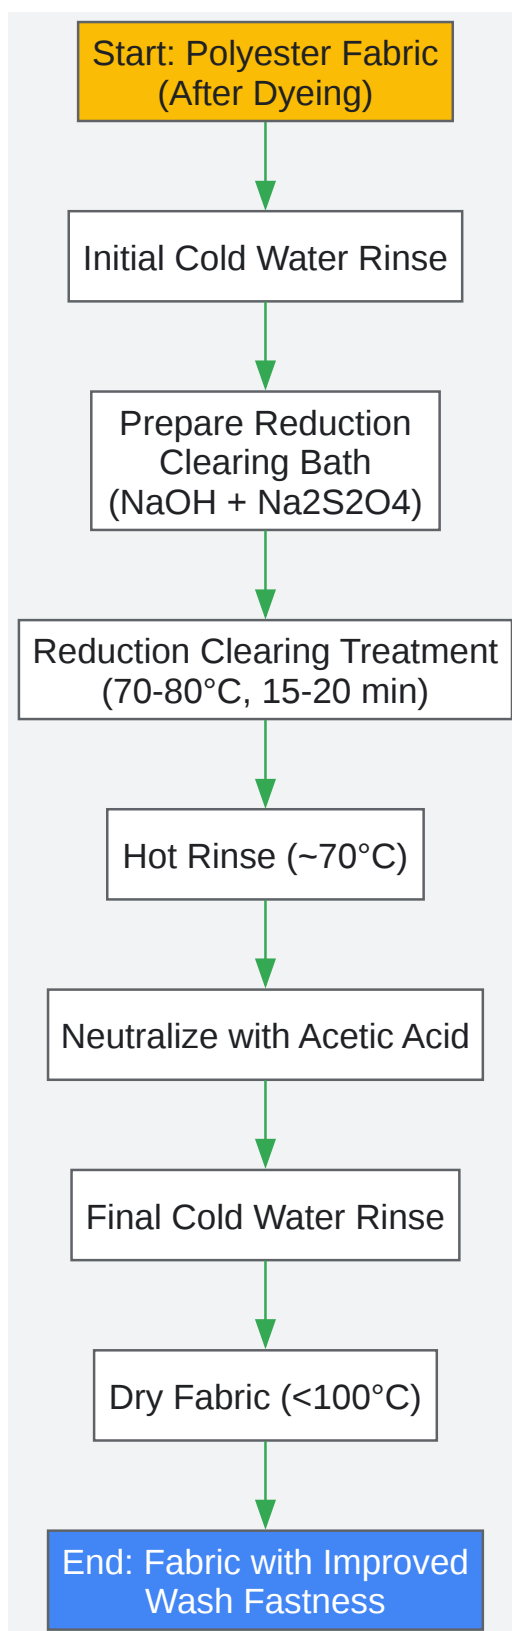 Start: Polyester Fabric
(After Dyeing)
Initial Cold Water Rinse
Prepare Reduction
Clearing Bath
(NaOH + Na2S2O4)
Reduction Clearing Treatment
(70-80°C, 15-20 min)
Hot Rinse (~70°C)
Neutralize with Acetic Acid
Final Cold Water Rinse
Dry Fabric (<100°C)
End: Fabric with Improved
Wash Fastness